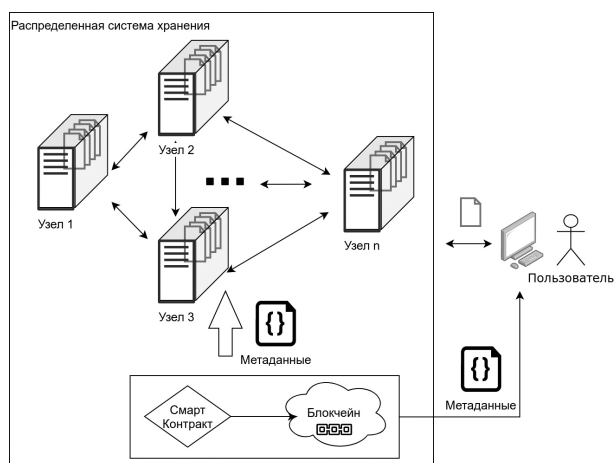 Распределенная система хранения
Узел 2
Узел 1
Узел n
Пользователь
Узел 3
{}
Метаданные
{}
Метаданные
Смарт
Контракт
Блокчейн